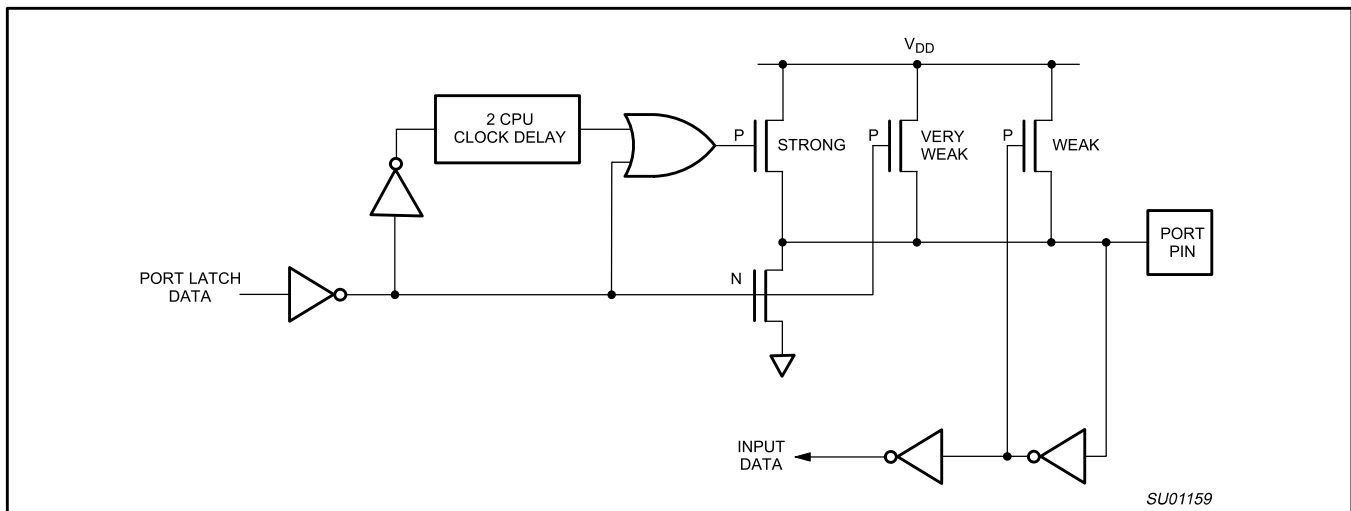 V_DD
2 CPU
CLOCK DELAY
P
STRONG
P
VERY
WEAK
P
WEAK
PORT
PIN
PORT LATCH
DATA
N
INPUT
DATA
SU01159